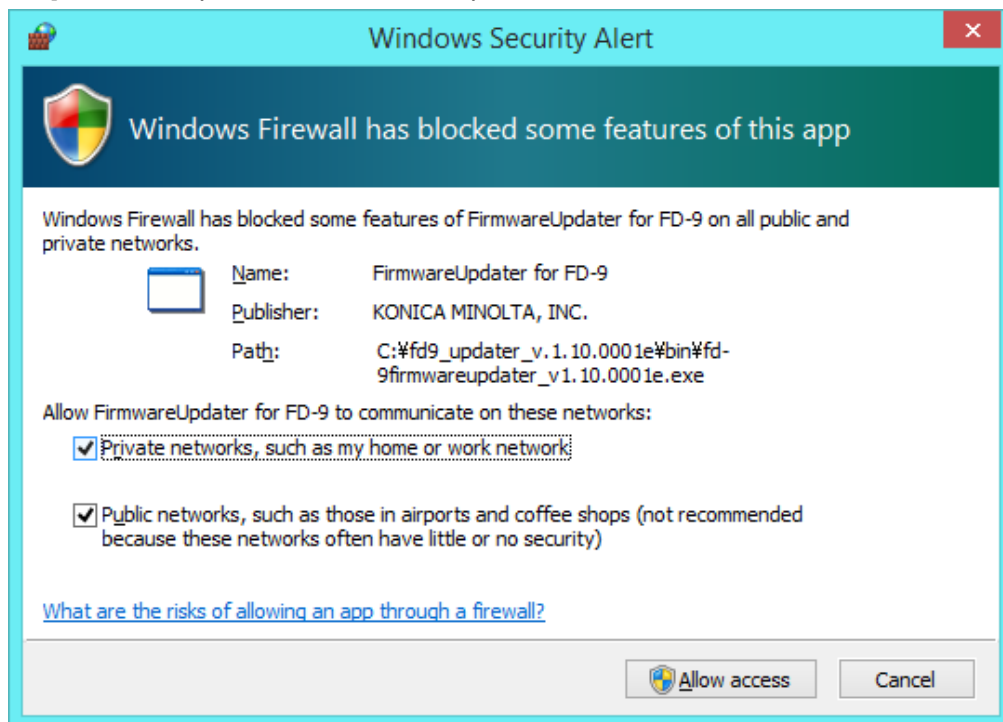 Windows Security Alert
Windows Firewall has blocked some features of this app
Windows Firewall has blocked some features of FirmwareUpdater for FD-9 on all public and
private networks.
Name: FirmwareUpdater for FD-9
Publisher: KONICA MINOLTA, INC.
Path: C:¥fd9_updater_v.1.10.0001e¥bin¥fd-
9firmwareupdater_v1.10.0001e.exe
Allow FirmwareUpdater for FD-9 to communicate on these networks:
Private networks, such as my home or work network
Public networks, such as those in airports and coffee shops (not recommended
because these networks often have little or no security)
What are the risks of allowing an app through a firewall?
Allow access Cancel